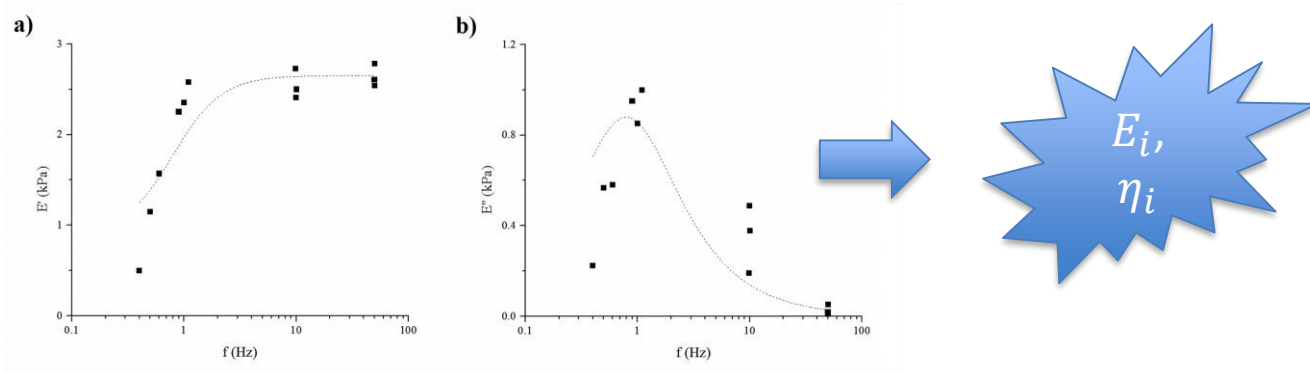 a)
3
2
1
0
0.1 1 10 100
E' (kPa)
f (Hz)
b)
1.2
0.8
0.4
0.0
0.1 1 10 100
E" (kPa)
f (Hz)
E_i,
η_i